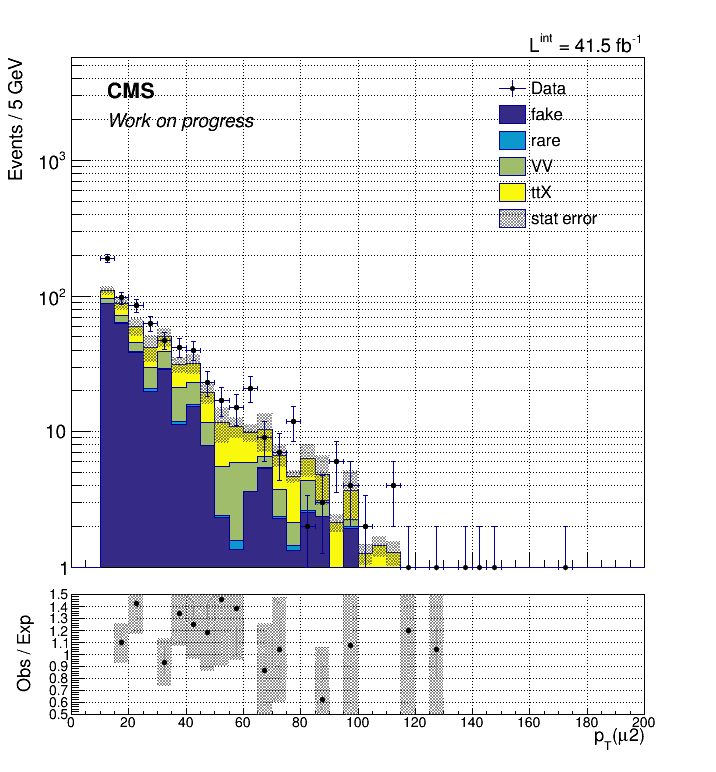 L^int = 41.5 fb^-1
Events / 5 GeV
CMS
Work on progress
Data
fake
rare
VV
ttX
stat error
10^3
10^2
10
1
Obs / Exp
1.5
1.4
1.3
1.2
1.1
1
0.9
0.8
0.7
0.6
0.5
0 20 40 60 80 100 120 140 160 180 200
p_T(μ2)